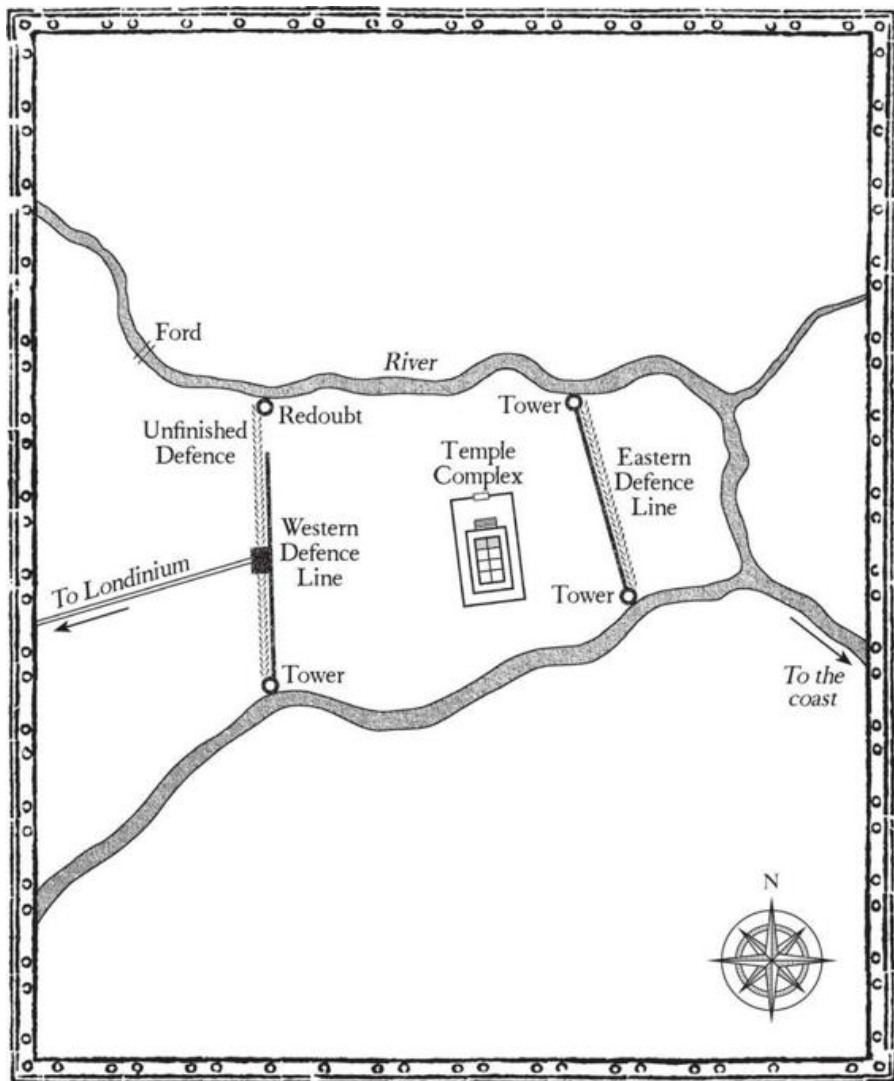 Ford
River
Redoubt
Tower
Unfinished
Defence
Temple
Complex
Eastern
Defence
Line
Western
Defence
Line
To Londinium
Tower
Tower
To the
coast
N